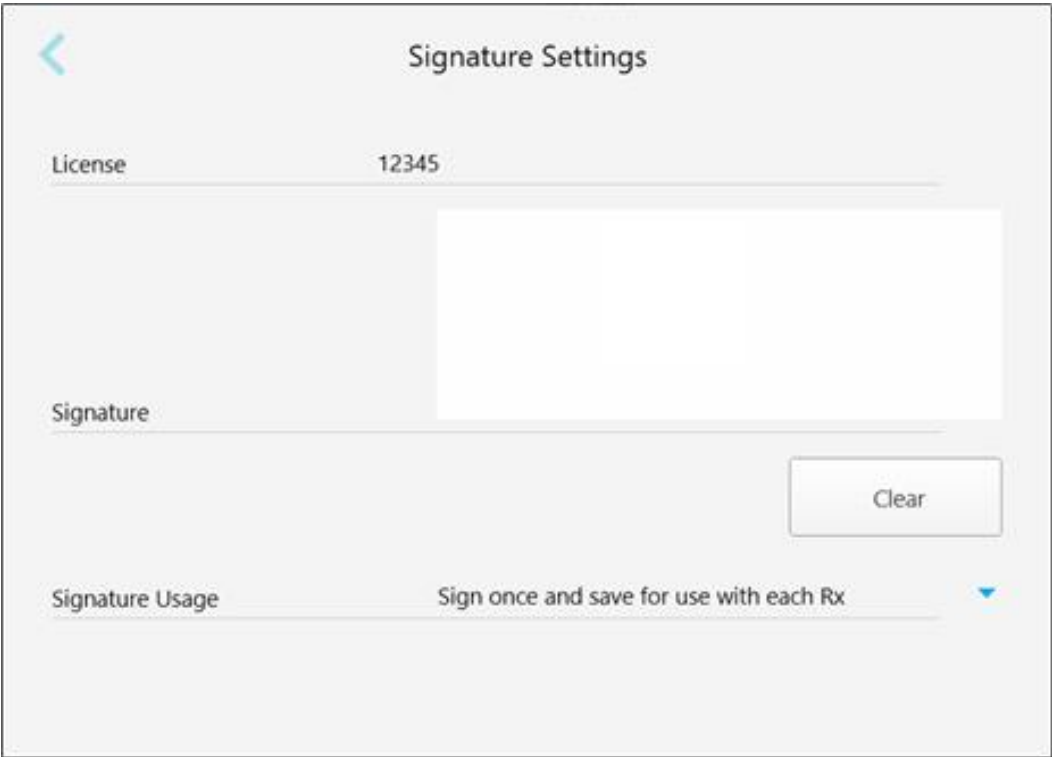 Signature Settings
License 12345
Signature
Clear
Signature Usage Sign once and save for use with each Rx